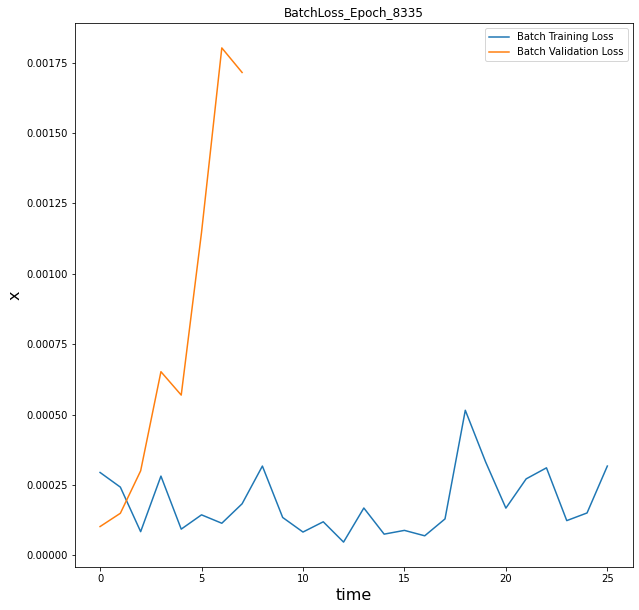 BatchLoss_Epoch_8335
Batch Training Loss
Batch Validation Loss
0.00175
0.00150
0.00125
0.00100
0.00075
0.00050
0.00025
0.00000
x
0 5 10 15 20 25
time